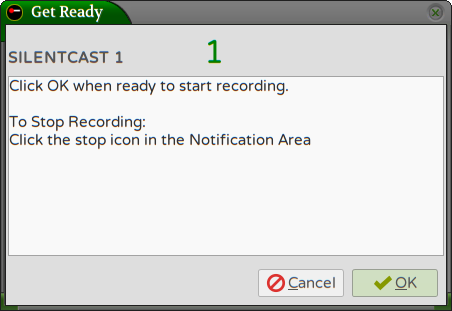 Get Ready
SILENTCAST 1
1
Click OK when ready to start recording.
To Stop Recording:
Click the stop icon in the Notification Area
Cancel
OK